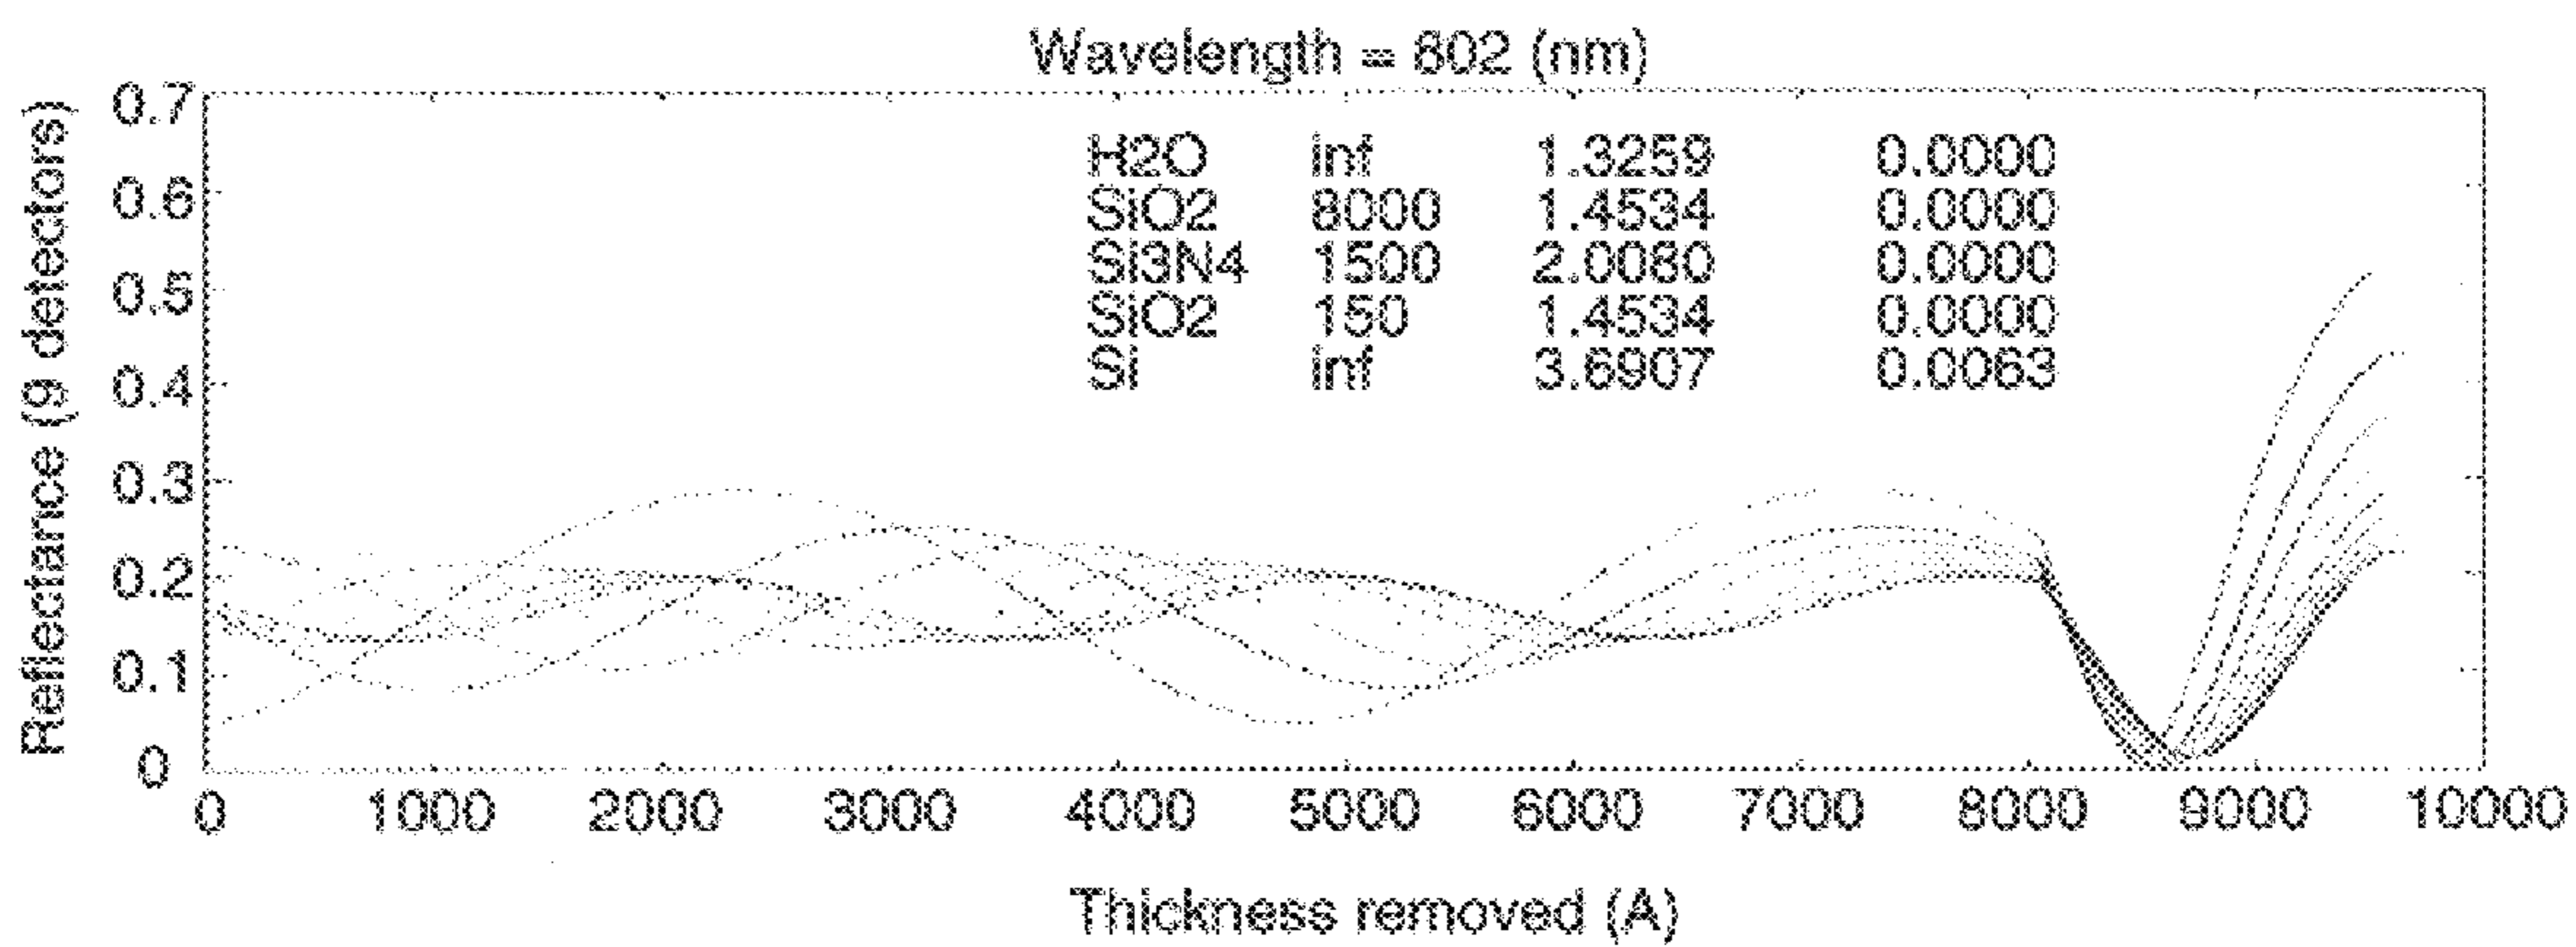 Wavelength = 602 (nm)
Reflectance (9 detectors)
0.7
0.6
0.5
0.4
0.3
0.2
0.1
0
H2O inf 1.3259 0.0000
SiO2 8000 1.4534 0.0000
Si3N4 1500 2.0080 0.0000
SiO2 150 1.4534 0.0000
Si inf 3.6907 0.0063
0 1000 2000 3000 4000 5000 6000 7000 8000 9000 10000
Thickness removed (A)